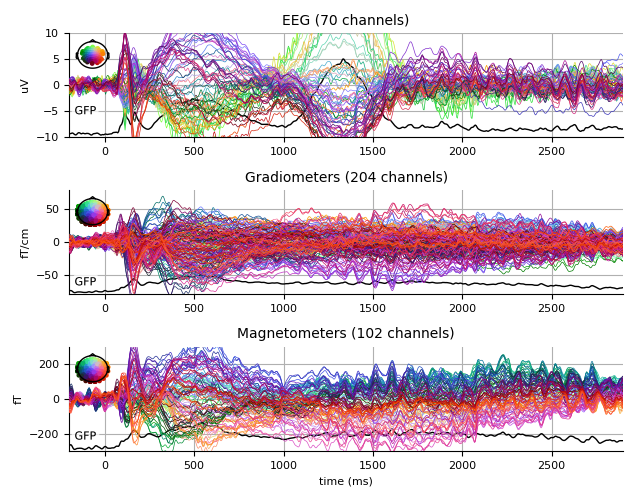 EEG (70 channels)
10
5
0
−5
−10
uV
GFP
0 500 1000 1500 2000 2500
Gradiometers (204 channels)
50
0
−50
fT/cm
GFP
0 500 1000 1500 2000 2500
Magnetometers (102 channels)
200
0
−200
fT
GFP
0 500 1000 1500 2000 2500
time (ms)